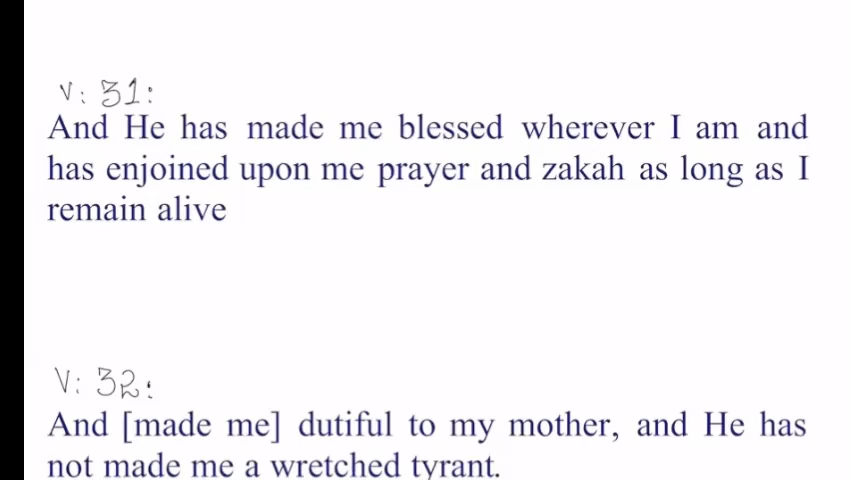 V: 31:
And He has made me blessed wherever I am and
has enjoined upon me prayer and zakah as long as I
remain alive
V: 32:
And [made me] dutiful to my mother, and He has
not made me a wretched tyrant.